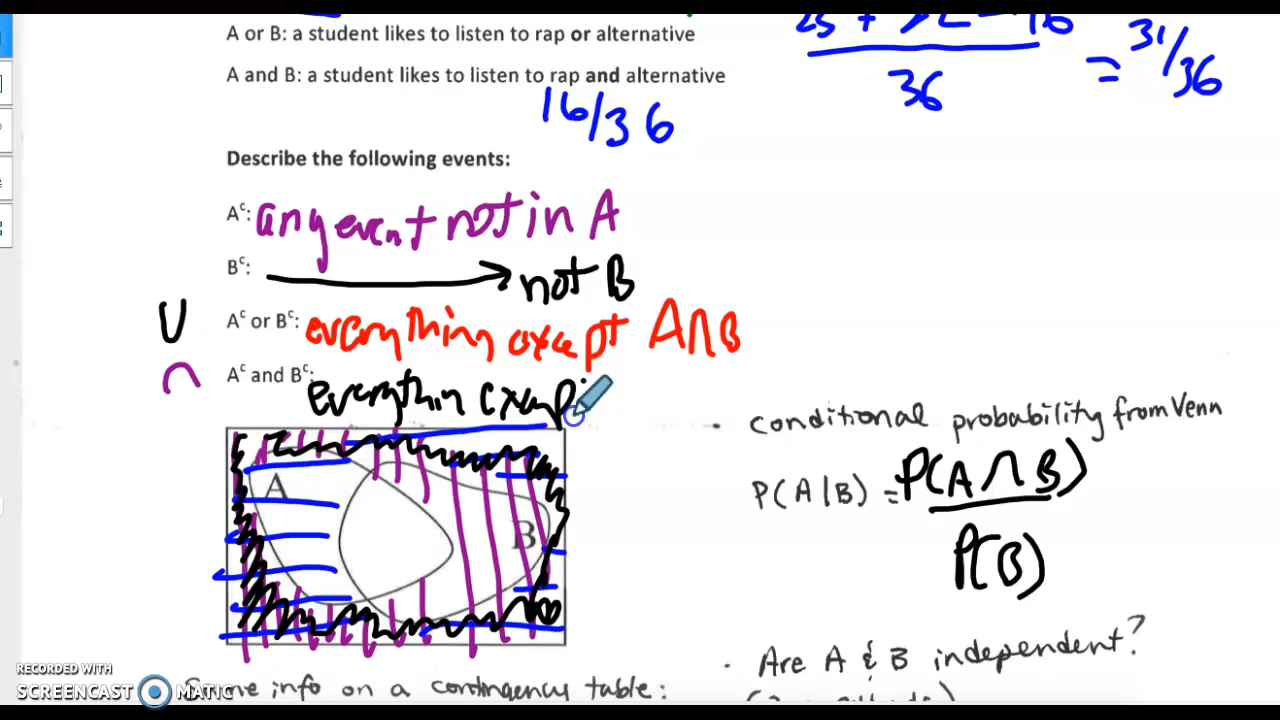 A or B: a student likes to listen to rap or alternative
36
= 31/36
A and B: a student likes to listen to rap and alternative
16/36
Describe the following events:
Aᶜ: any event not in A
Bᶜ: → not B
U Aᶜ or Bᶜ: everything except A∩B
∩ Aᶜ and Bᶜ: everythin excep
A
B
• conditional probability from Venn
P(A|B) = P(A∩B)
P(B)
• Are A & B independent?
RECORDED WITH
SCREENCAST MATIC
info on a contingency table: